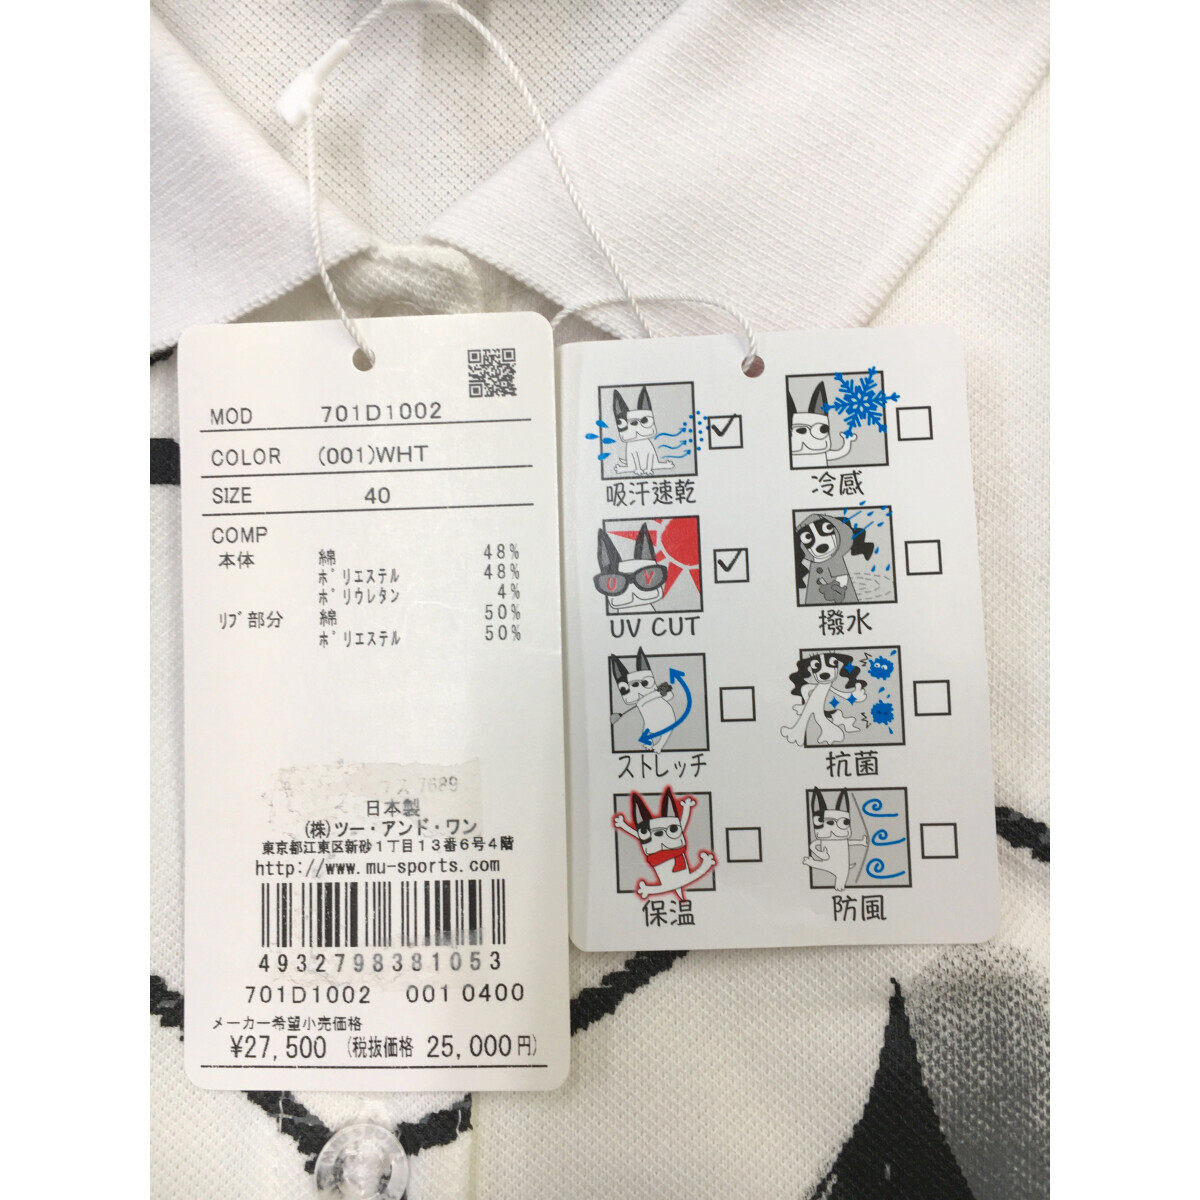 MOD 701D1002
COLOR (001)WHT
SIZE 40
COMP
本体 綿 48%
ポリエステル 48%
ポリウレタン 4%
リブ部分 綿 50%
ポリエステル 50%
7689
日本製
(株)ツー・アンド・ワン
東京都江東区新砂1丁目13番6号4階
http://www.mu-sports.com
4932798381053
701D1002 001 0400
メーカー希望小売価格
¥27,500 (税抜価格 25,000円)
吸汗速乾
冷感
U V
UV CUT
撥水
ストレッチ
抗菌
保温
防風